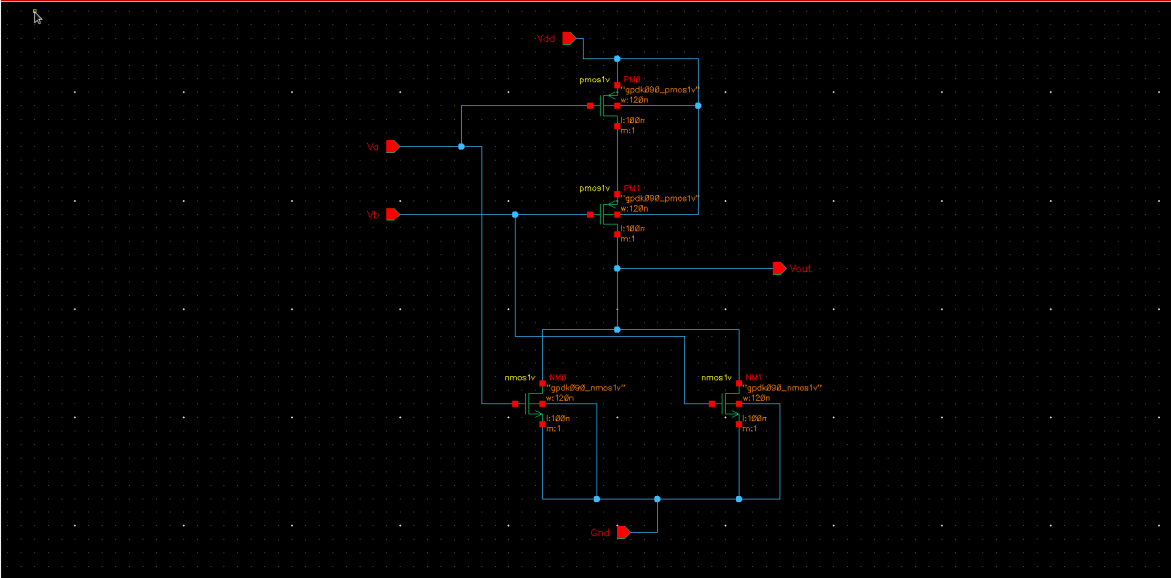 Vdd
pmos1v PM0
"gpdk090_pmos1v"
w:120n
l:100n
m:1
Va
pmos1v PM1
"gpdk090_pmos1v"
w:120n
Vb
l:100n
m:1
Vout
nmos1v NM0
"gpdk090_nmos1v"
w:120n
l:100n
m:1
nmos1v NM1
"gpdk090_nmos1v"
w:120n
l:100n
m:1
Gnd